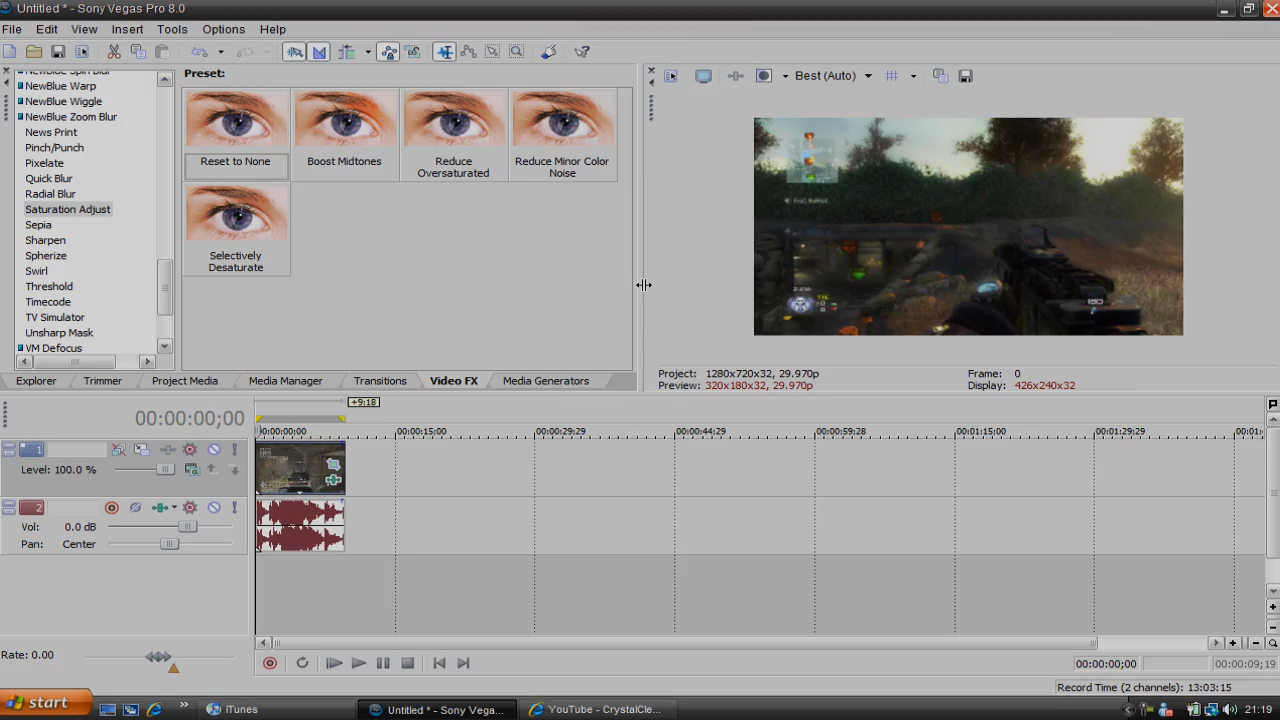 Untitled * - Sony Vegas Pro 8.0
File Edit View Insert Tools Options Help
NewBlue Spin Blur
NewBlue Warp
NewBlue Wiggle
NewBlue Zoom Blur
News Print
Pinch/Punch
Pixelate
Quick Blur
Radial Blur
Saturation Adjust
Sepia
Sharpen
Spherize
Swirl
Threshold
Timecode
TV Simulator
Unsharp Mask
VM Defocus
Preset:
Reset to None
Boost Midtones
Reduce
Oversaturated
Reduce Minor Color
Noise
Selectively
Desaturate
Best (Auto)
Project: 1280x720x32, 29.970p
Preview: 320x180x32, 29.970p
Frame: 0
Display: 426x240x32
Explorer Trimmer Project Media Media Manager Transitions Video FX Media Generators
00:00:00;00
+9;18
00:00:00;00 00:00:15;00 00:00:29;29 00:00:44;29 00:00:59;28 00:01:15;00 00:01:29;29 00:01:
1
Level: 100.0 %
2
Vol: 0.0 dB
Pan: Center
Rate: 0.00
00:00:00;00
00:00:09;19
Record Time (2 channels): 13:03:15
start
iTunes
Untitled * - Sony Vega...
YouTube - CrystalCle...
21:19